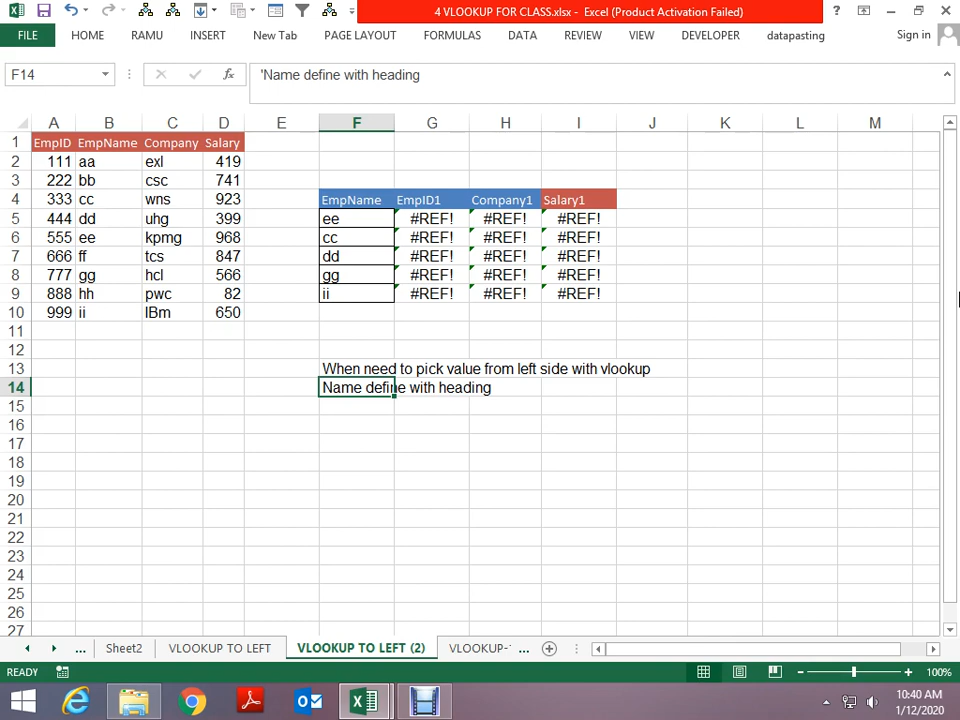 4 VLOOKUP FOR CLASS.xlsx - Excel (Product Activation Failed)
?
FILE HOME RAMU INSERT New Tab PAGE LAYOUT FORMULAS DATA REVIEW VIEW DEVELOPER datapasting Sign in
F14 fx 'Name define with heading
A B C D E F G H I J K L M
1 EmpID EmpName Company Salary
2 111 aa exl 419
3 222 bb csc 741
4 333 cc wns 923 EmpName EmpID1 Company1 Salary1
5 444 dd uhg 399 ee #REF! #REF! #REF!
6 555 ee kpmg 968 cc #REF! #REF! #REF!
7 666 ff tcs 847 dd #REF! #REF! #REF!
8 777 gg hcl 566 gg #REF! #REF! #REF!
9 888 hh pwc 82 ii #REF! #REF! #REF!
10 999 ii IBm 650
11
12
13 When need to pick value from left side with vlookup
14 Name define with heading
15
16
17
18
19
20
21
22
23
24
25
26
27
... Sheet2 VLOOKUP TO LEFT VLOOKUP TO LEFT (2) VLOOKUP- ...
READY 100%
10:40 AM
1/12/2020